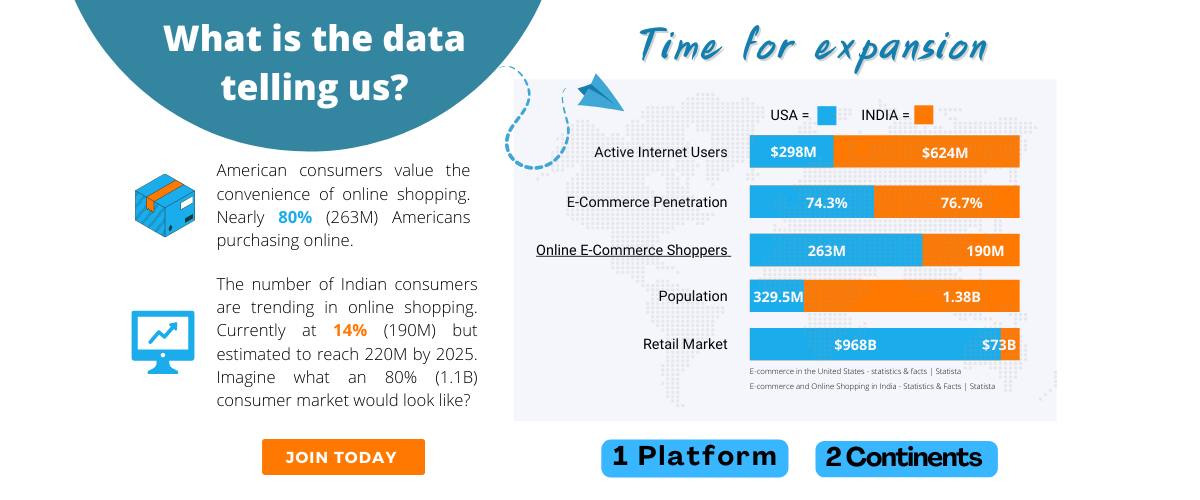 What is the data
telling us?
American consumers value the
convenience of online shopping.
Nearly 80% (263M) Americans
purchasing online.
The number of Indian consumers
are trending in online shopping.
Currently at 14% (190M) but
estimated to reach 220M by 2025.
Imagine what an 80% (1.1B)
consumer market would look like?
JOIN TODAY
Time for expansion
USA = INDIA =
Active Internet Users $298M $624M
E-Commerce Penetration 74.3% 76.7%
Online E-Commerce Shoppers 263M 190M
Population 329.5M 1.38B
Retail Market $968B $73B
E-commerce in the United States - statistics & facts | Statista
E-commerce and Online Shopping in India - Statistics & Facts | Statista
1 Platform 2 Continents